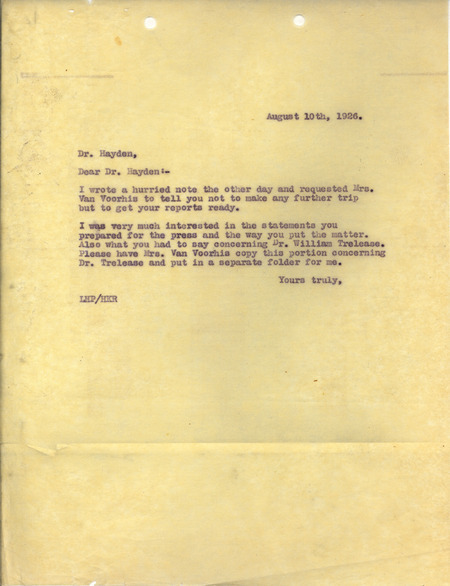 August 10th, 1926.
Dr. Hayden,
Dear Dr. Hayden:-
I wrote a hurried note the other day and requested Mrs.
Van Voorhis to tell you not to make any further trip
but to get your reports ready.
I was very much interested in the statements you
prepared for the press and the way you put the matter.
Also what you had to say concerning Dr. William Trelease.
Please have Mrs. Van Voorhis copy this portion concerning
Dr. Trelease and put in a separate folder for me.
Yours truly,
LHP/HKR